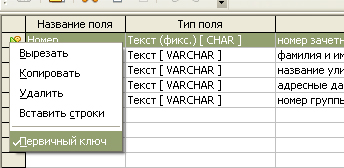 Название поля Тип поля
Номер Текст (фикс.) [ CHAR ] номер зачетн
Вырезать Текст [ VARCHAR ] фамилия и им
Копировать Текст [ VARCHAR ] название ули
Удалить Текст [ VARCHAR ] адресные да
Вставить строки Текст [ VARCHAR ] номер группы
Первичный ключ